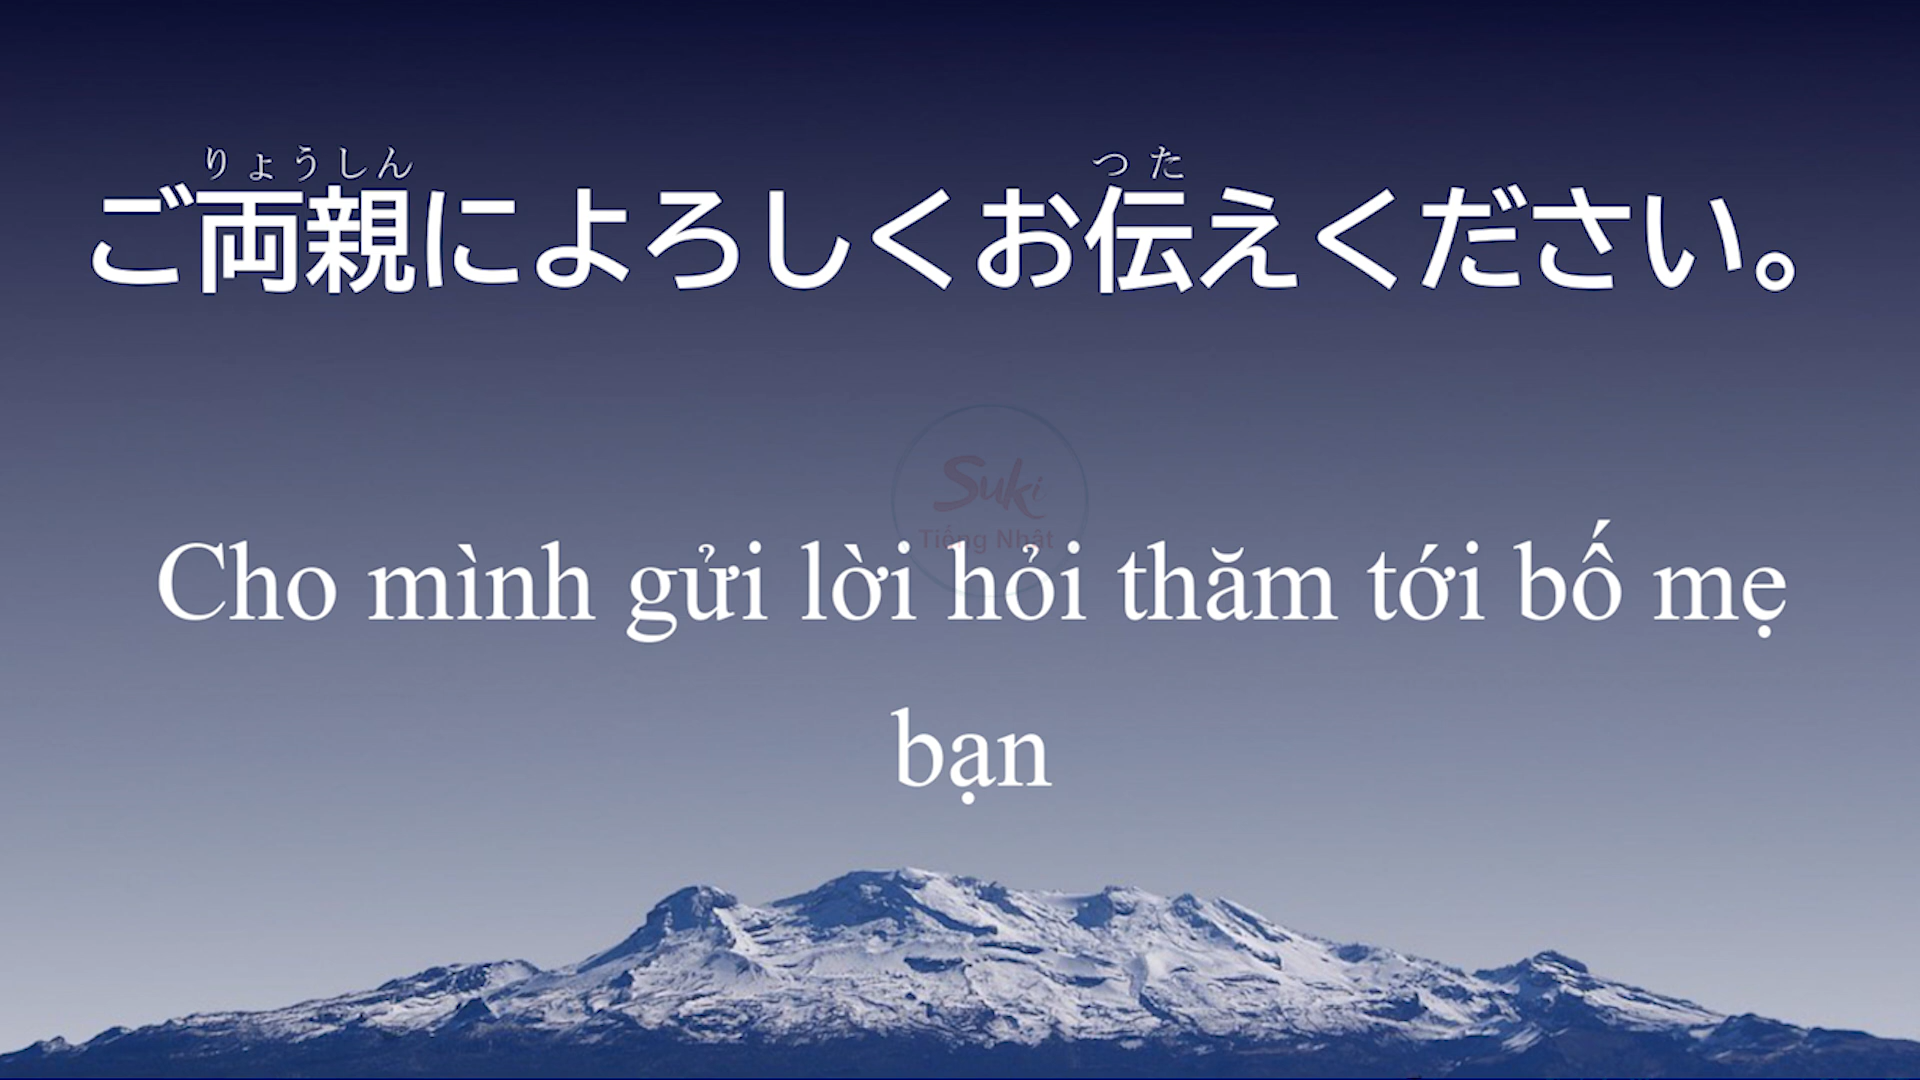 りょうしん つた
ご両親によろしくお伝えください。
Suki
Tiếng Nhật
Cho mình gửi lời hỏi thăm tới bố mẹ
bạn